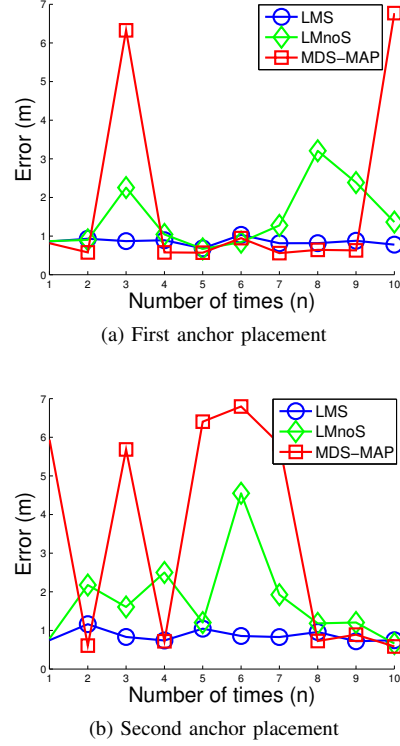 7
6
5
4
3
2
1
0
Error (m)
LMS
LMnoS
MDS-MAP
1 2 3 4 5 6 7 8 9 10
Number of times (n)
(a) First anchor placement
7
6
5
4
3
2
1
0
Error (m)
LMS
LMnoS
MDS-MAP
1 2 3 4 5 6 7 8 9 10
Number of times (n)
(b) Second anchor placement